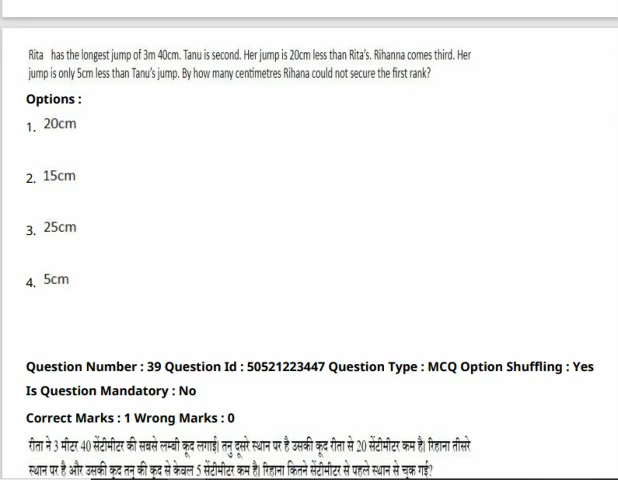 Rita has the longest jump of 3m 40cm. Tanu is second. Her jump is 20cm less than Rita's. Rihanna comes third. Her
jump is only 5cm less than Tanu's jump. By how many centimetres Rihana could not secure the first rank?
Options :
1. 20cm
2. 15cm
3. 25cm
4. 5cm
Question Number : 39 Question Id : 50521223447 Question Type : MCQ Option Shuffling : Yes
Is Question Mandatory : No
Correct Marks : 1 Wrong Marks : 0
रीता ने 3 मीटर 40 सेंटीमीटर की सबसे लम्बी कूद लगाई। तनु दूसरे स्थान पर है उसकी कूद रीता से 20 सेंटीमीटर कम है। रिहाना तीसरे
स्थान पर है और उसकी कूद तनु की कूद से केवल 5 सेंटीमीटर कम है। रिहाना कितने सेंटीमीटर से पहले स्थान से चूक गई?